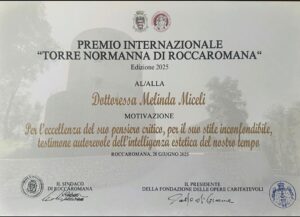 PREMIO INTERNAZIONALE
“TORRE NORMANNA DI ROCCAROMANA“
Edizione 2025
AL/ALLA
Dottoressa Melinda Miceli
MOTIVAZIONE
Per l'eccellenza del suo pensiero critico, per il suo stile inconfondibile,
testimone autorevole dell'intelligenza estetica del nostro tempo
ROCCAROMANA, 28 GIUGNO 2025
IL SINDACO
DI ROCCAROMANA
IL PRESIDENTE
DELLA FONDAZIONE DELLE OPERE CARITATEVOLI